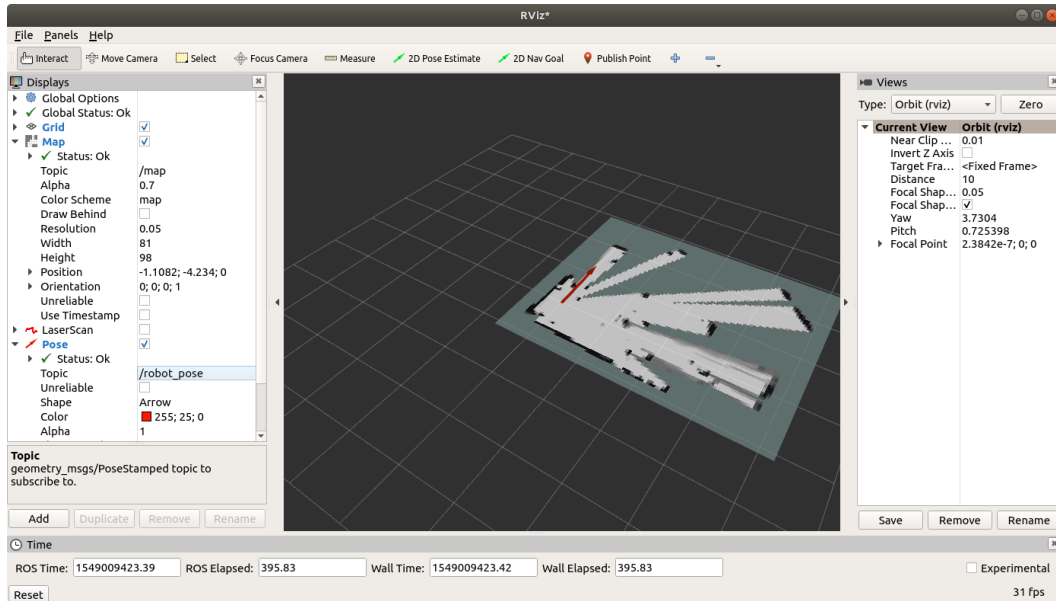 RViz*
File Panels Help
Interact Move Camera Select Focus Camera Measure 2D Pose Estimate 2D Nav Goal Publish Point
Displays
Global Options
Global Status: Ok
Grid
Map
Status: Ok
Topic /map
Alpha 0.7
Color Scheme map
Draw Behind
Resolution 0.05
Width 81
Height 98
Position -1.1082; -4.234; 0
Orientation 0; 0; 0; 1
Unreliable
Use Timestamp
LaserScan
Pose
Status: Ok
Topic /robot_pose
Unreliable
Shape Arrow
Color 255; 25; 0
Alpha 1
Topic
geometry_msgs/PoseStamped topic to
subscribe to.
Add Duplicate Remove Rename
Views
Type: Orbit (rviz) Zero
Current View Orbit (rviz)
Near Clip ... 0.01
Invert Z Axis
Target Fra... <Fixed Frame>
Distance 10
Focal Shap... 0.05
Focal Shap...
Yaw 3.7304
Pitch 0.725398
Focal Point 2.3842e-7; 0; 0
Save Remove Rename
Time
ROS Time: 1549009423.39 ROS Elapsed: 395.83 Wall Time: 1549009423.42 Wall Elapsed: 395.83 Experimental
Reset 31 fps